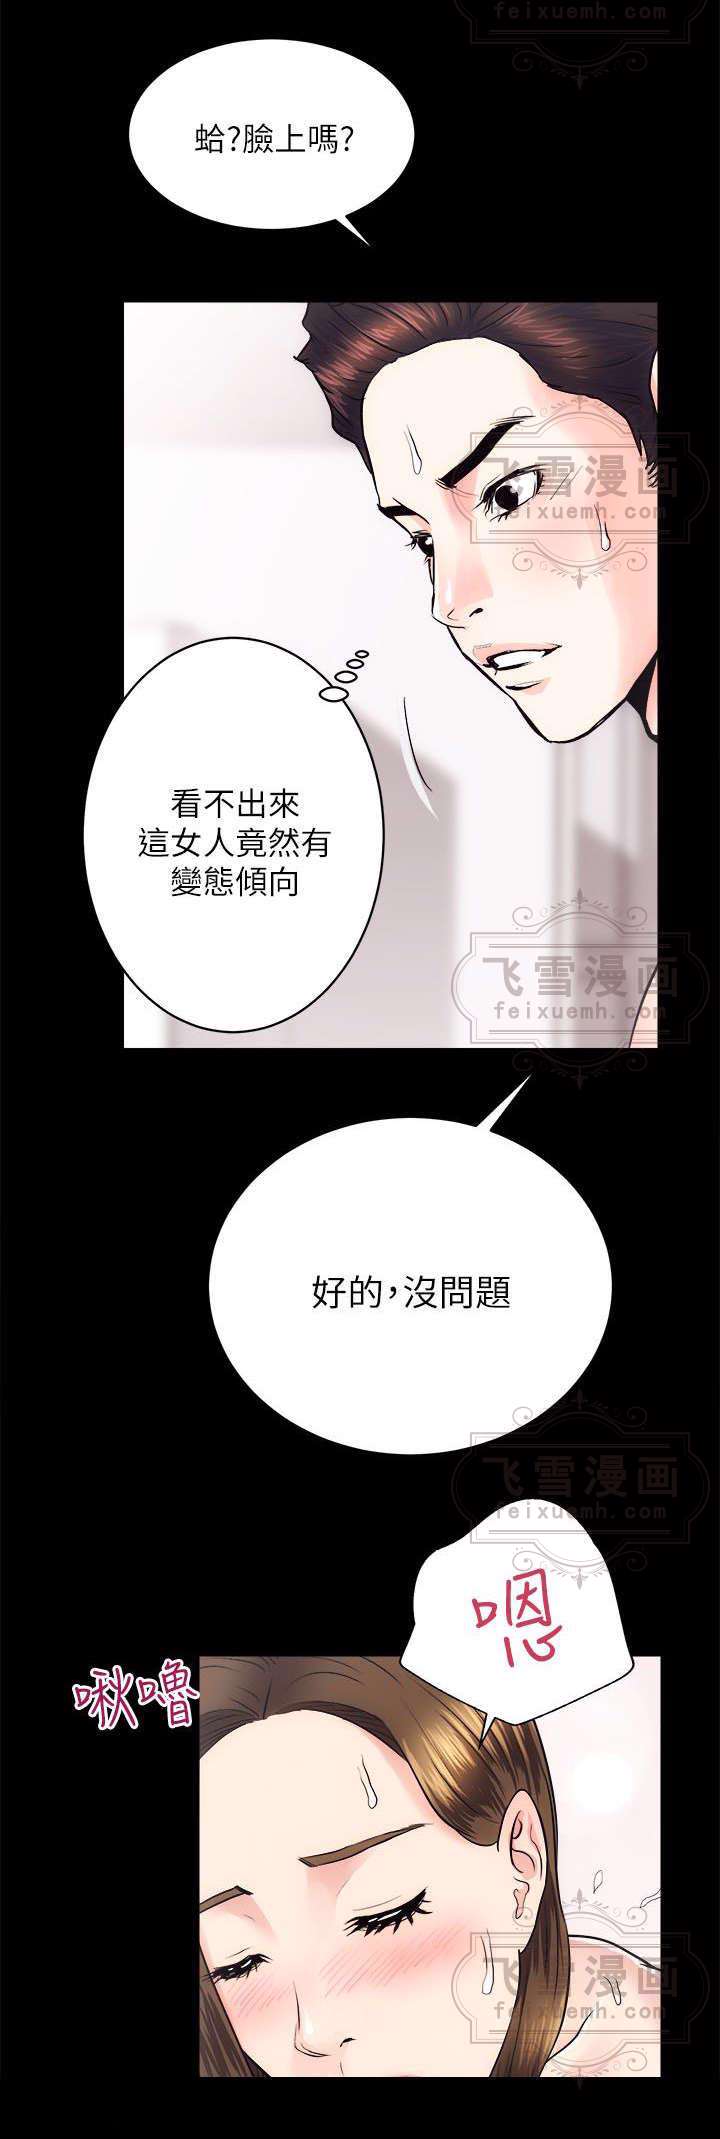 feixuemh.com
蛤?臉上嗎?
飞雪漫画
feixuemh.com
看不出來
這女人竟然有
變態傾向
飞雪漫画
feixuemh.com
好的，沒問題
飞雪漫画
feixuemh.com
嗯
啾嚕
飞雪漫画
feixuemh.com